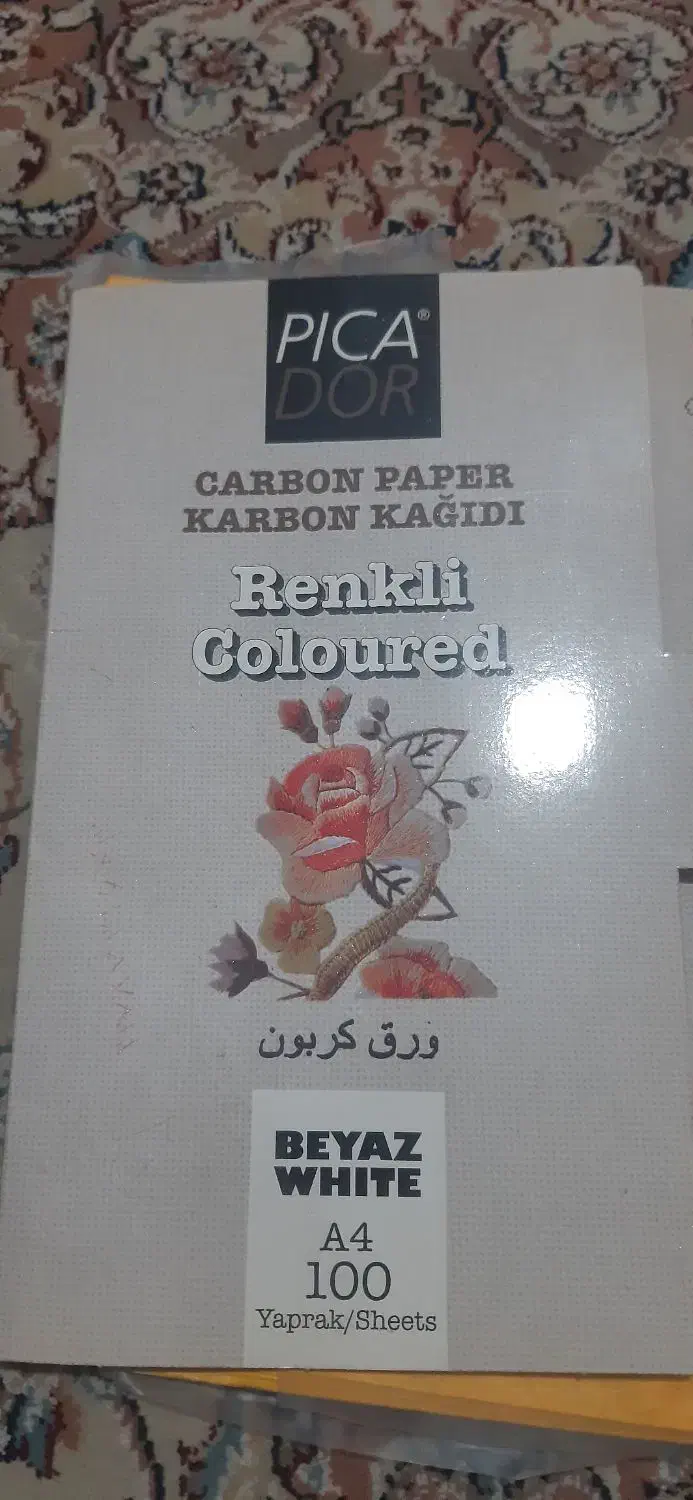 PICA®
DOR
CARBON PAPER
KARBON KAĞIDI
Renkli
Coloured
ورق كربون
BEYAZ
WHITE
A4
100
Yaprak/Sheets